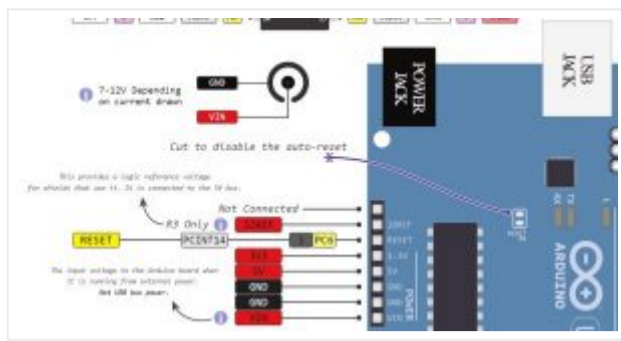 GND
7-12V Depending
on current drawn
VIN
POWER
JACK
USB
JACK
Cut to disable the auto-reset
This provides a logic reference voltage
for shields that use it. It is connected to the 5V bus.
Not Connected
R3 Only
IOREF
RESET
PCINT14
1
PC6
3V3
5V
GND
GND
VIN
The input voltage to the Arduino board when
it is running from external power.
Not USB bus power.
IOREF
RESET
3.3V
5V
GND
GND
VIN
POWER
RX
TX
ARDUINO